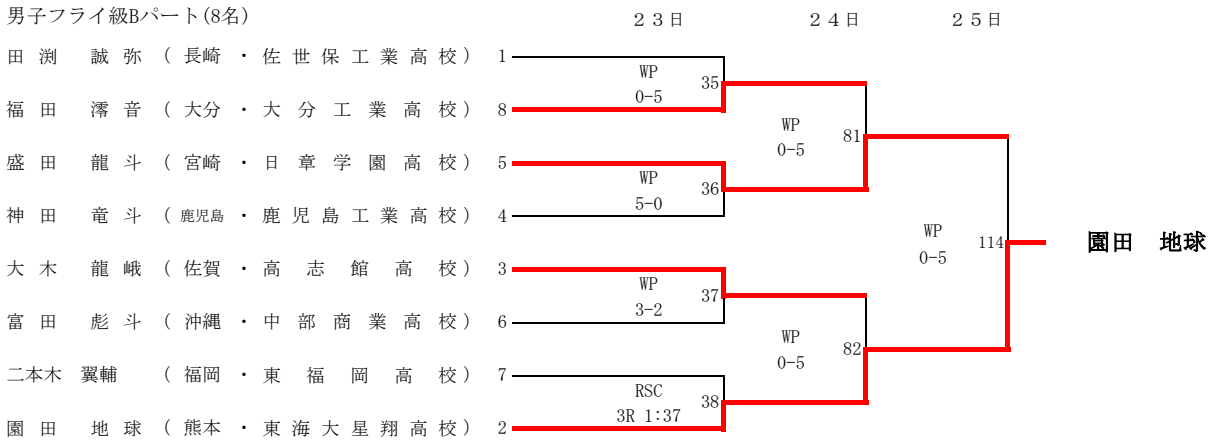 男子フライ級Bパート(8名) 23日 24日 25日
田渕 誠弥 (長崎・佐世保工業高校) 1
WP 0-5 35
福田 澪音 (大分・大分工業高校) 8
WP 0-5 81
盛田 龍斗 (宮崎・日章学園高校) 5
WP 5-0 36
神田 竜斗 (鹿児島・鹿児島工業高校) 4
WP 0-5 114 園田 地球
大木 龍峨 (佐賀・高志館高校) 3
WP 3-2 37
富田 彪斗 (沖縄・中部商業高校) 6
WP 0-5 82
二本木 翼輔 (福岡・東福岡高校) 7
RSC 3R 1:37 38
園田 地球 (熊本・東海大星翔高校) 2